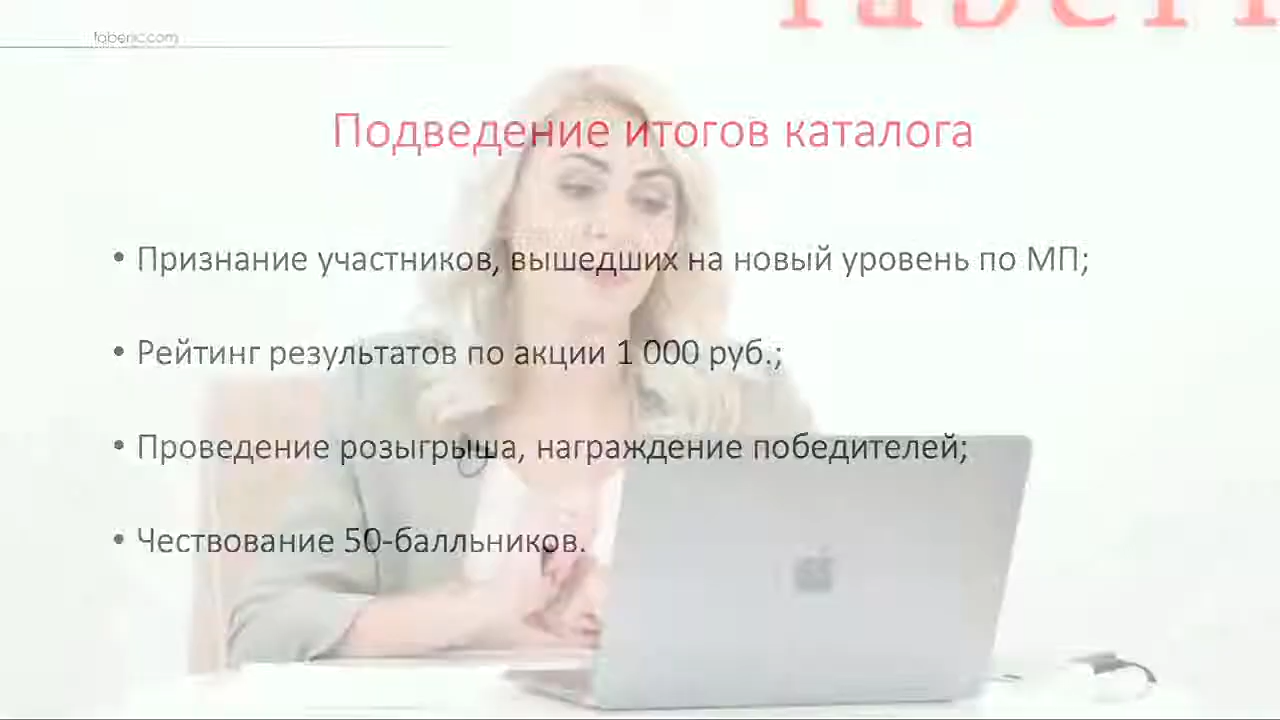 faberlic.com
Подведение итогов каталога
• Признание участников, вышедших на новый уровень по МП;
• Рейтинг результатов по акции 1 000 руб.;
• Проведение розыгрыша, награждение победителей;
• Чествование 50-балльников.